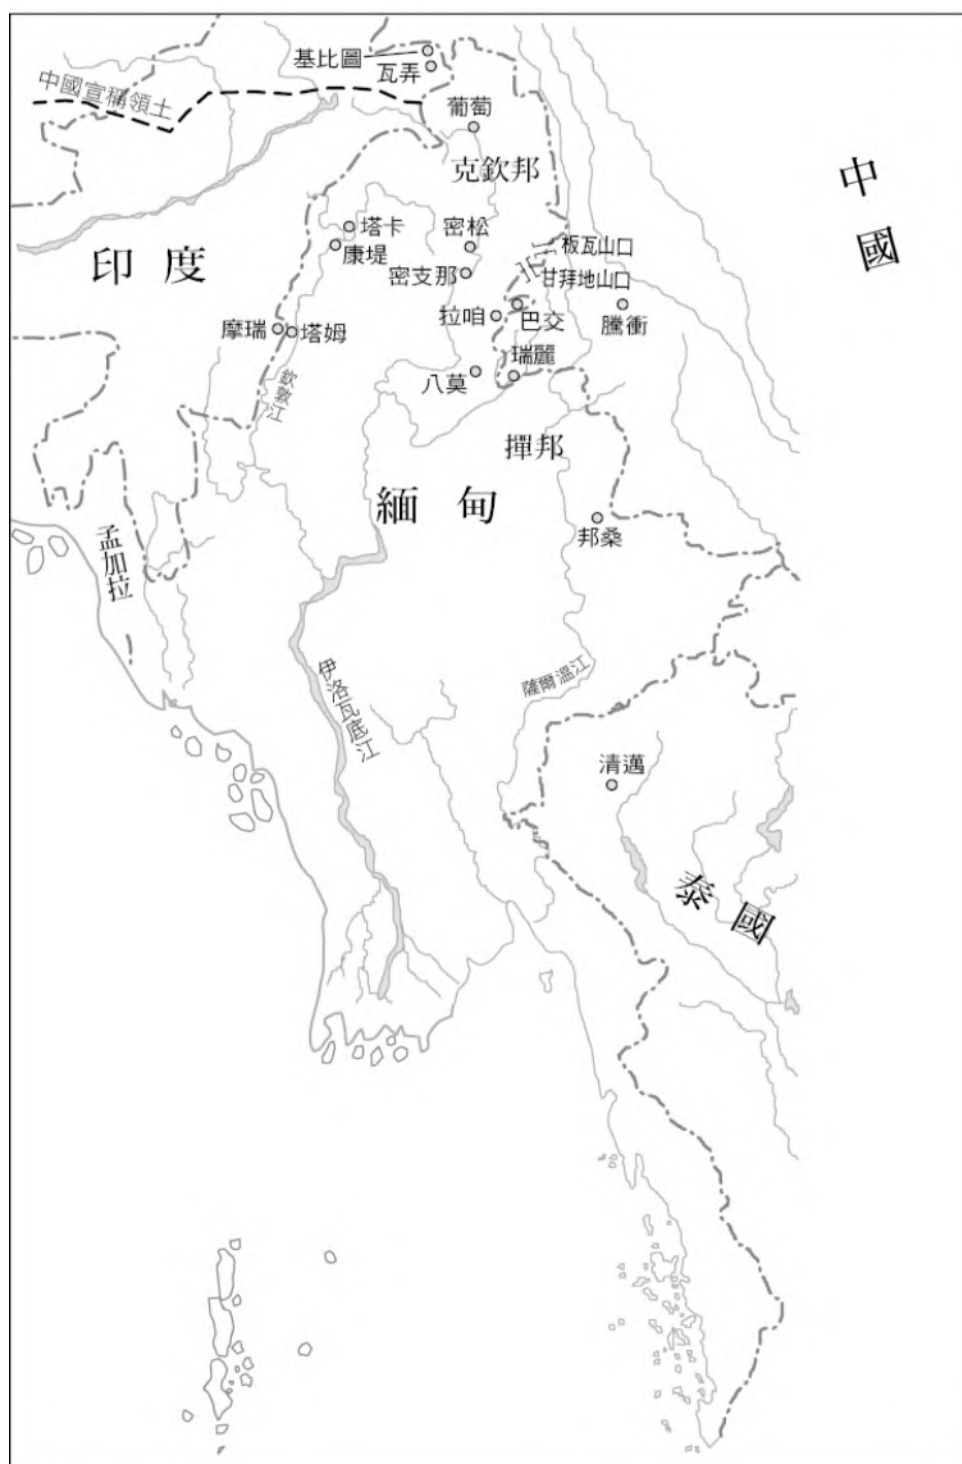 基比圖
瓦弄
中國宣稱領土
葡萄
克欽邦
中
國
塔卡
康堤
密松
密支那
板瓦山口
甘拜地山口
印度
拉咱
巴交
騰衝
摩瑞
塔姆
瑞麗
八莫
欽敦江
撣邦
緬甸
邦桑
孟加拉
伊洛瓦底江
薩爾溫江
清邁
泰國